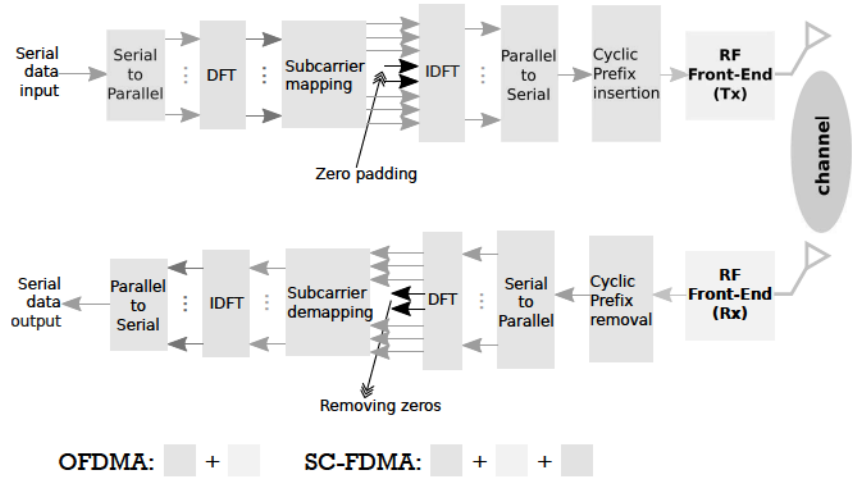 Serial
data
input
Serial
to
Parallel
DFT
Subcarrier
mapping
IDFT
Parallel
to
Serial
Cyclic
Prefix
insertion
RF
Front-End
(Tx)
Zero padding
channel
Serial
data
output
Parallel
to
Serial
IDFT
Subcarrier
demapping
DFT
Serial
to
Parallel
Cyclic
Prefix
removal
RF
Front-End
(Rx)
Removing zeros
OFDMA: + SC-FDMA: + +